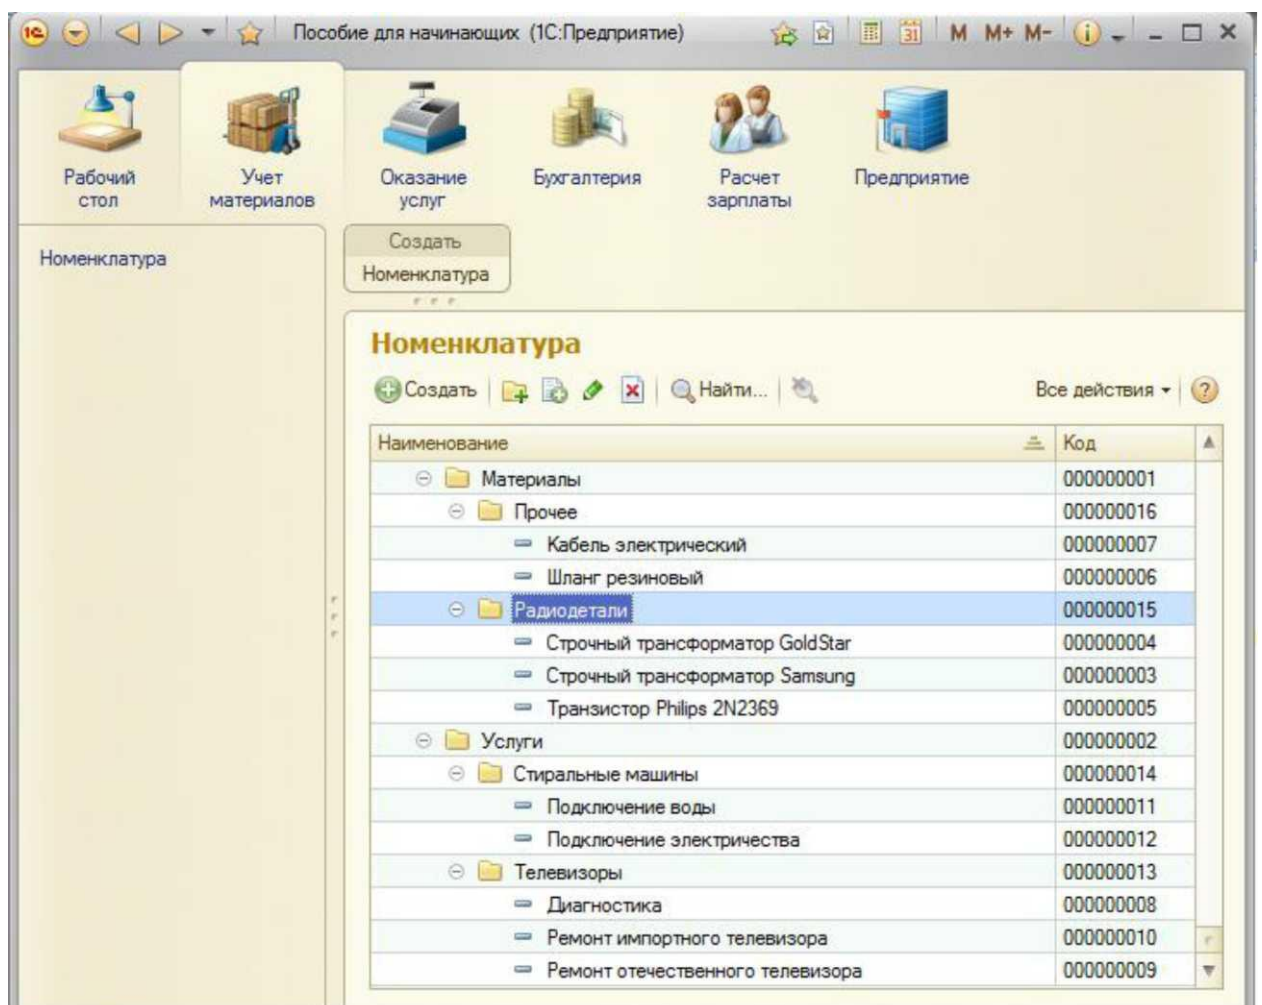 1С Пособие для начинающих (1С:Предприятие) 31 M M+ M-
Рабочий стол
Учет материалов
Оказание услуг
Бухгалтерия
Расчет зарплаты
Предприятие
Номенклатура
Создать
Номенклатура
Номенклатура
Создать Найти... Все действия ?
Наименование Код
Материалы 000000001
Прочее 000000016
Кабель электрический 000000007
Шланг резиновый 000000006
Радиодетали 000000015
Строчный трансформатор GoldStar 000000004
Строчный трансформатор Samsung 000000003
Транзистор Philips 2N2369 000000005
Услуги 000000002
Стиральные машины 000000014
Подключение воды 000000011
Подключение электричества 000000012
Телевизоры 000000013
Диагностика 000000008
Ремонт импортного телевизора 000000010
Ремонт отечественного телевизора 000000009